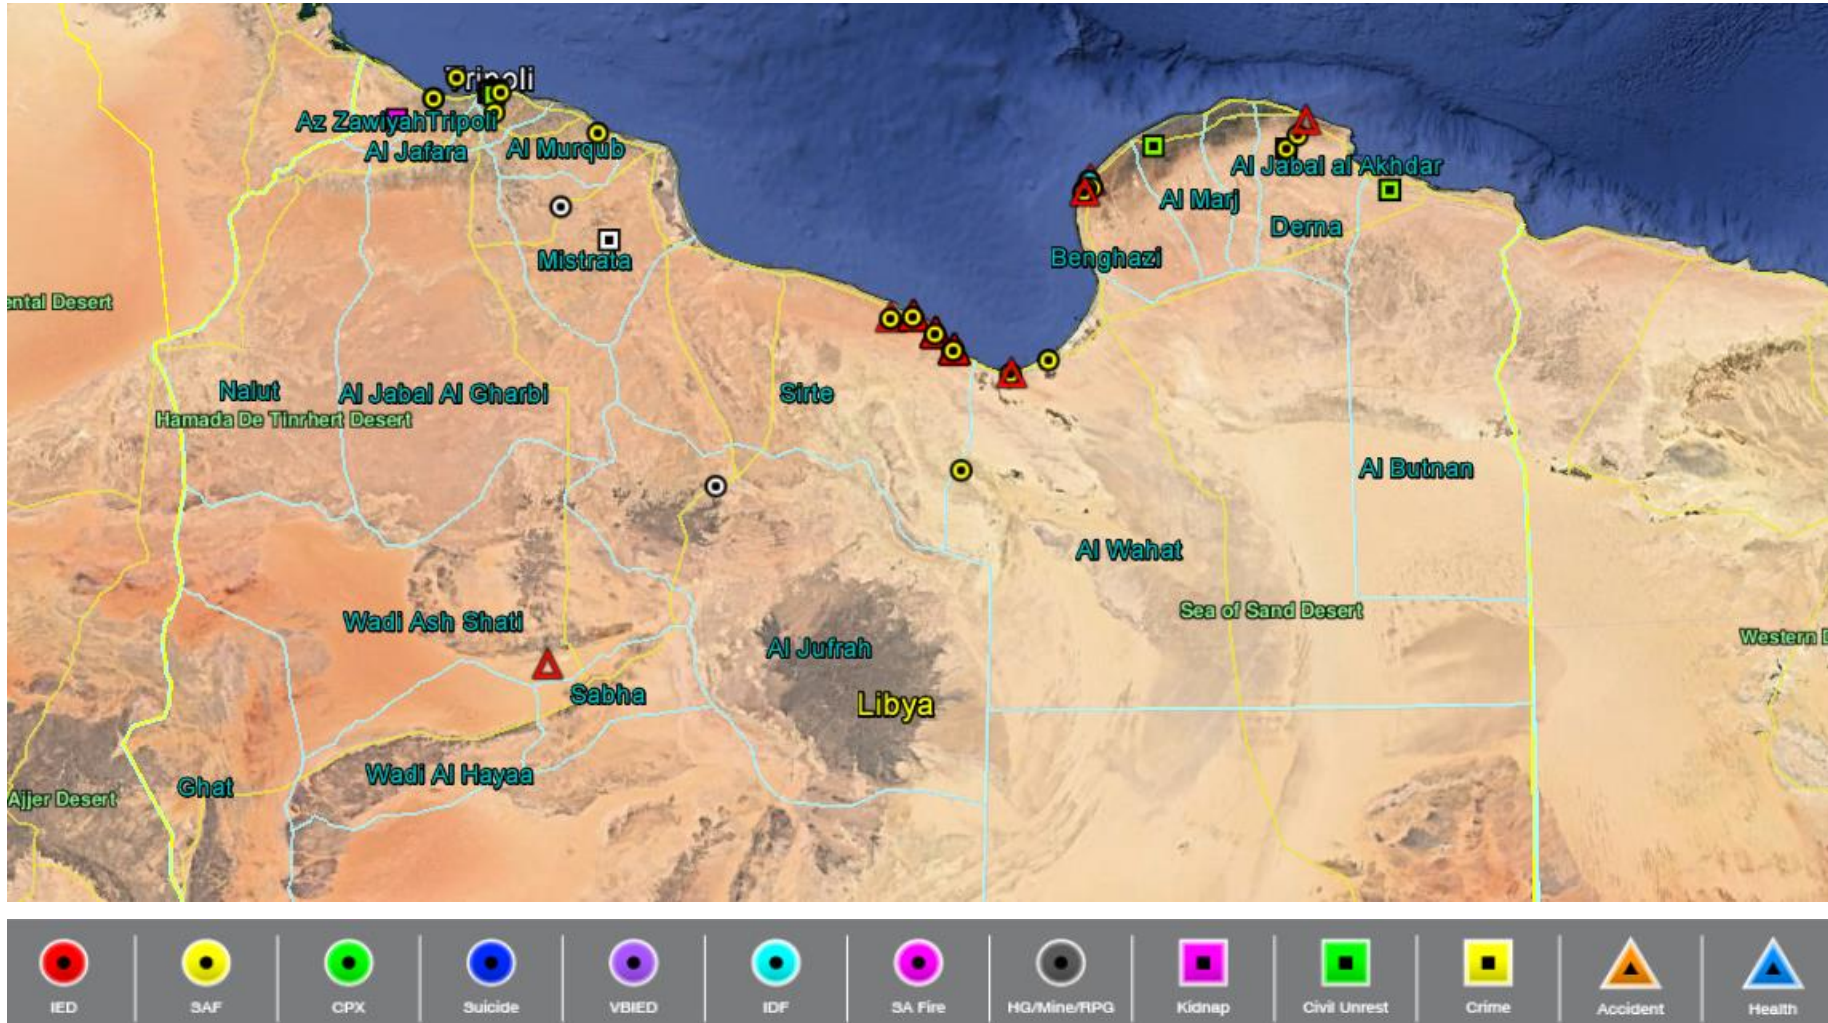 Tripoli
Az Zawiyah Tripoli
Al Jafara
Al Murqub
Al Jabal al Akhdar
Al Marj
Derna
Mistrata
Benghazi
ental Desert
Nalut
Al Jabal Al Gharbi
Sirte
Hamada De Tinrhert Desert
Al Butnan
Al Wahat
Sea of Sand Desert
Wadi Ash Shati
Western D
Al Jufrah
Sabha
Libya
Wadi Al Hayaa
Ghat
Ajjer Desert
IED
SAF
CPX
Suicide
VBIED
IDF
SA Fire
HG/Mine/RPG
Kidnap
Civil Unrest
Crime
Accident
Health